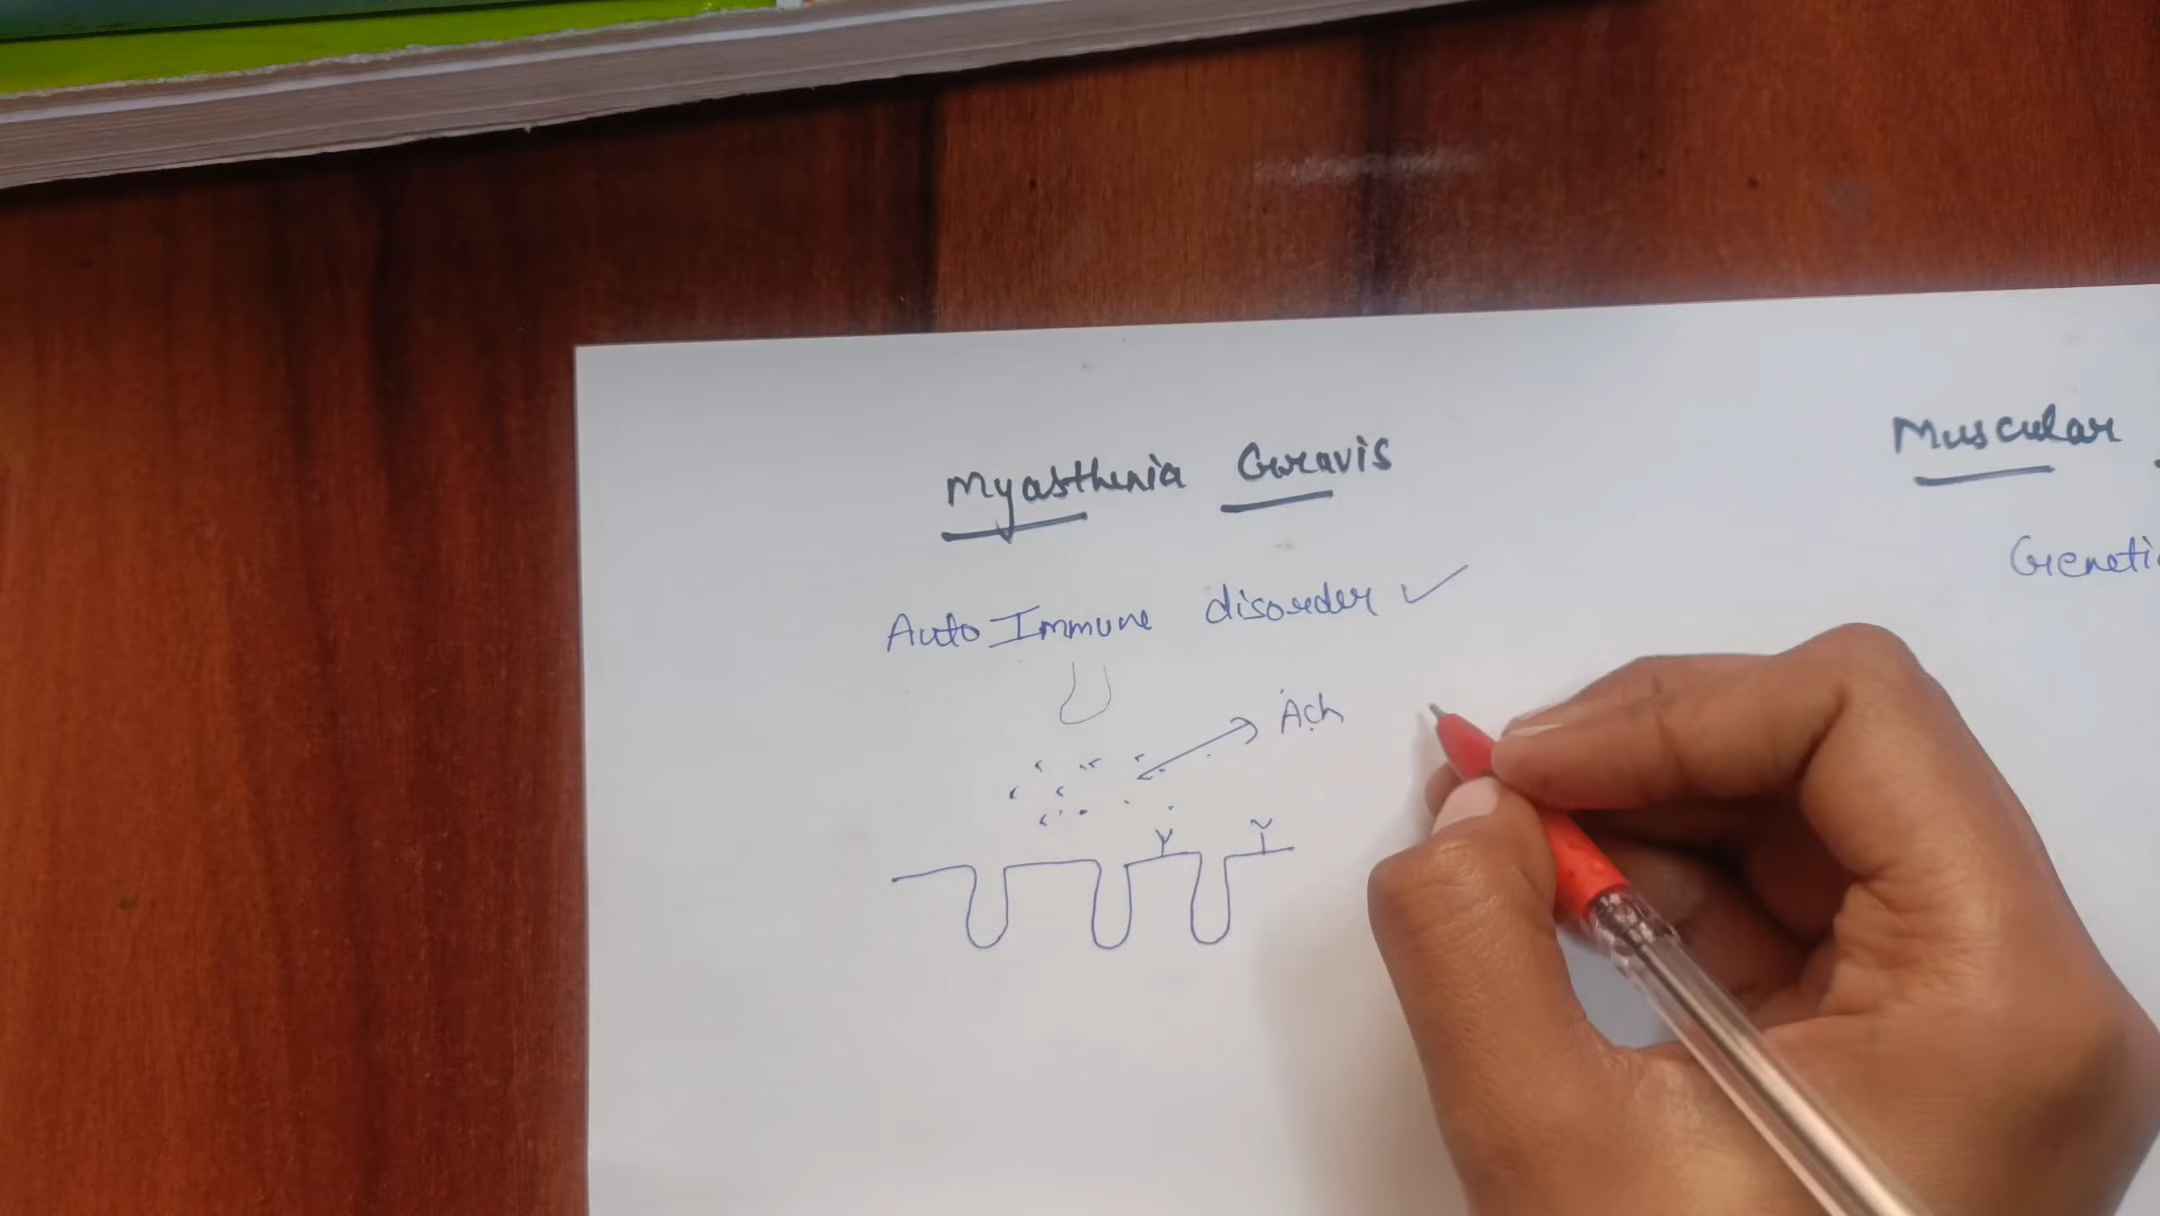 Myasthenia Gravis
Muscular
Auto Immune disorder
Geneti
Ach